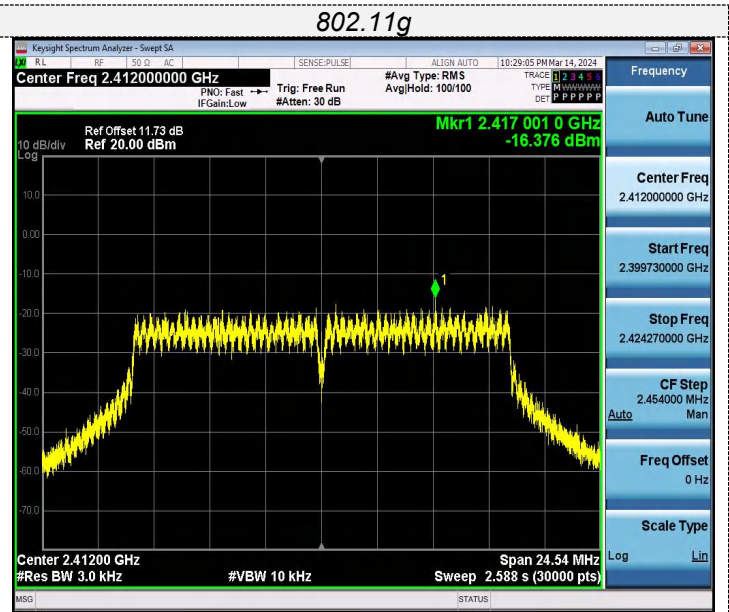 802.11g
Keysight Spectrum Analyzer - Swept SA
LXI RL RF 50 Ω AC SENSE:PULSE ALIGN AUTO 10:29:05 PM Mar 14, 2024
Center Freq 2.412000000 GHz
PNO: Fast
IFGain:Low
Trig: Free Run
#Atten: 30 dB
#Avg Type: RMS
Avg|Hold: 100/100
TRACE 1 2 3 4 5 6
TYPE M W W W W W
DET P P P P P P
Mkr1 2.417 001 0 GHz
-16.376 dBm
Ref Offset 11.73 dB
10 dB/div Ref 20.00 dBm
Log
10.0
0.00
-10.0
-20.0
-30.0
-40.0
-50.0
-60.0
-70.0
1
Center 2.41200 GHz Span 24.54 MHz
#Res BW 3.0 kHz #VBW 10 kHz Sweep 2.588 s (30000 pts)
MSG STATUS
Frequency
Auto Tune
Center Freq
2.412000000 GHz
Start Freq
2.399730000 GHz
Stop Freq
2.424270000 GHz
CF Step
2.454000 MHz
Auto Man
Freq Offset
0 Hz
Scale Type
Log Lin